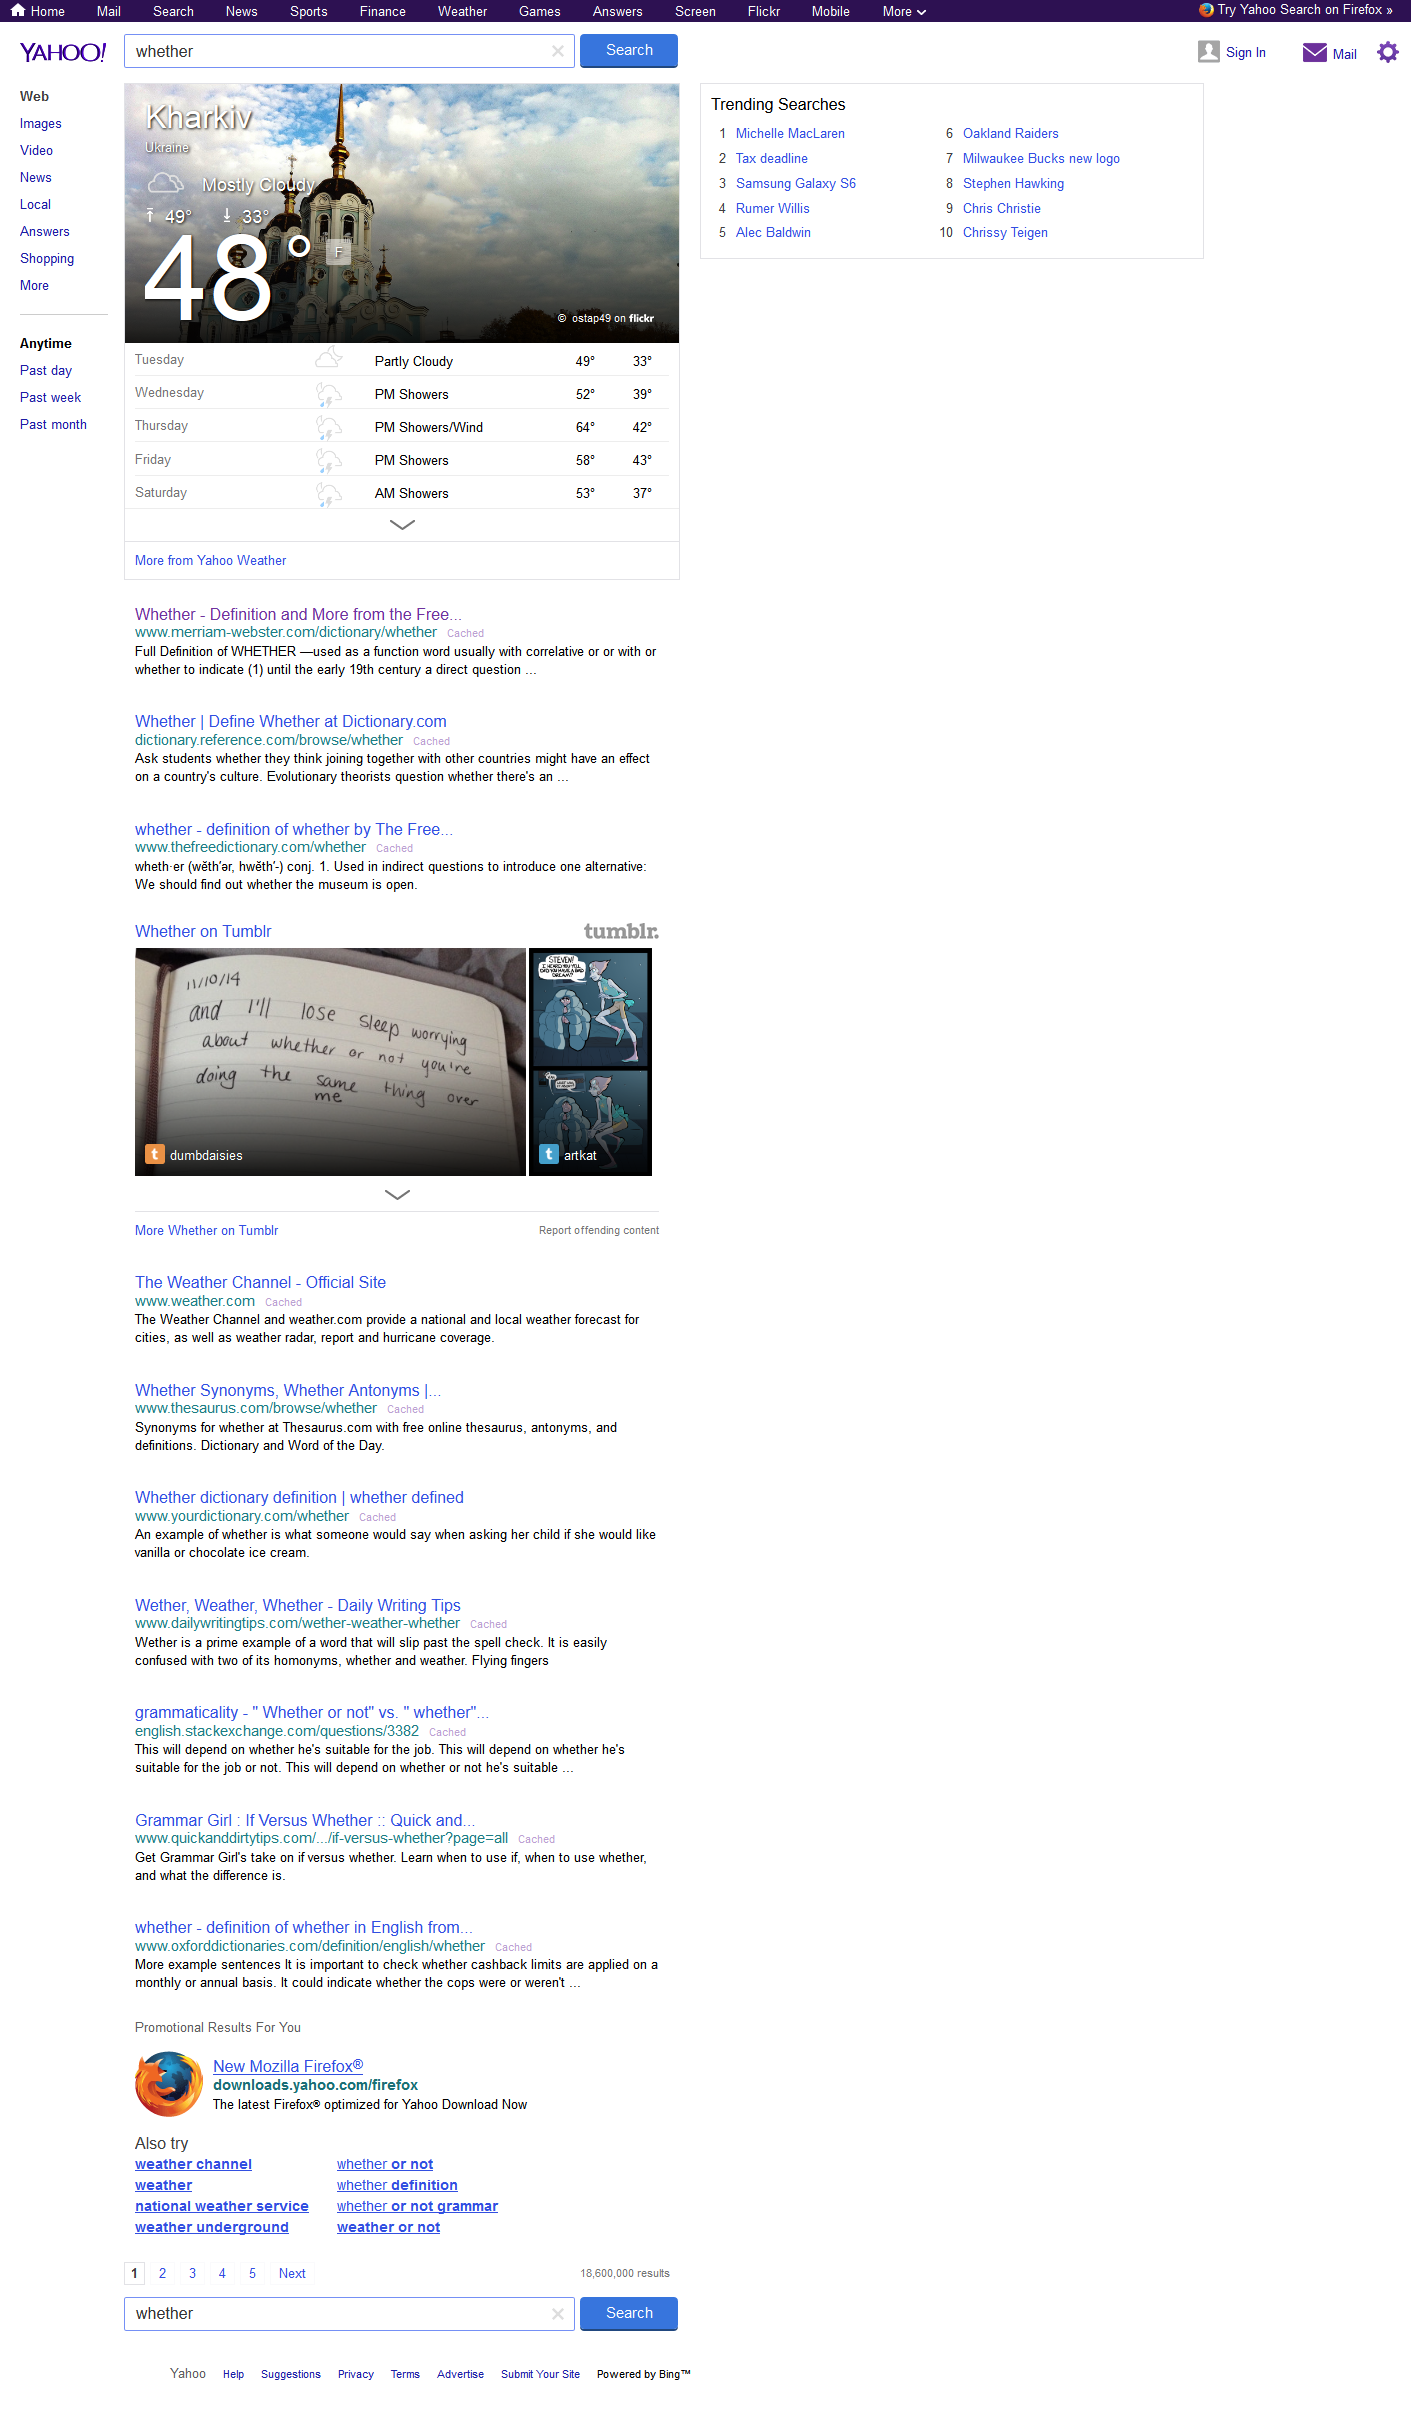 Home Mail Search News Sports Finance Weather Games Answers Screen Flickr Mobile More Try Yahoo Search on Firefox »
YAHOO! whether Search Sign In Mail
Web
Images
Video
News
Local
Answers
Shopping
More
Anytime
Past day
Past week
Past month
Kharkiv
Ukraine
Mostly Cloudy
49° 33°
48° F
© ostap49 on flickr
Tuesday Partly Cloudy 49° 33°
Wednesday PM Showers 52° 39°
Thursday PM Showers/Wind 64° 42°
Friday PM Showers 58° 43°
Saturday AM Showers 53° 37°
More from Yahoo Weather
Trending Searches
1 Michelle MacLaren
2 Tax deadline
3 Samsung Galaxy S6
4 Rumer Willis
5 Alec Baldwin
6 Oakland Raiders
7 Milwaukee Bucks new logo
8 Stephen Hawking
9 Chris Christie
10 Chrissy Teigen
Whether - Definition and More from the Free...
www.merriam-webster.com/dictionary/whether Cached
Full Definition of WHETHER —used as a function word usually with correlative or or with or
whether to indicate (1) until the early 19th century a direct question ...
Whether | Define Whether at Dictionary.com
dictionary.reference.com/browse/whether Cached
Ask students whether they think joining together with other countries might have an effect
on a country's culture. Evolutionary theorists question whether there's an ...
whether - definition of whether by The Free...
www.thefreedictionary.com/whether Cached
wheth·er (wĕth′ər, hwĕth′-) conj. 1. Used in indirect questions to introduce one alternative:
We should find out whether the museum is open.
Whether on Tumblr tumblr.
11/10/14
and I'll lose sleep worrying
about whether or not you're
doing the same thing over
me
t dumbdaisies
STEVEN!
I HEARD YOU YELL
DID YOU HAVE A BAD
DREAM?
t artkat
More Whether on Tumblr Report offending content
The Weather Channel - Official Site
www.weather.com Cached
The Weather Channel and weather.com provide a national and local weather forecast for
cities, as well as weather radar, report and hurricane coverage.
Whether Synonyms, Whether Antonyms |...
www.thesaurus.com/browse/whether Cached
Synonyms for whether at Thesaurus.com with free online thesaurus, antonyms, and
definitions. Dictionary and Word of the Day.
Whether dictionary definition | whether defined
www.yourdictionary.com/whether Cached
An example of whether is what someone would say when asking her child if she would like
vanilla or chocolate ice cream.
Wether, Weather, Whether - Daily Writing Tips
www.dailywritingtips.com/wether-weather-whether Cached
Wether is a prime example of a word that will slip past the spell check. It is easily
confused with two of its homonyms, whether and weather. Flying fingers
grammaticality - " Whether or not" vs. " whether"...
english.stackexchange.com/questions/3382 Cached
This will depend on whether he's suitable for the job. This will depend on whether he's
suitable for the job or not. This will depend on whether or not he's suitable ...
Grammar Girl : If Versus Whether :: Quick and...
www.quickanddirtytips.com/.../if-versus-whether?page=all Cached
Get Grammar Girl's take on if versus whether. Learn when to use if, when to use whether,
and what the difference is.
whether - definition of whether in English from...
www.oxforddictionaries.com/definition/english/whether Cached
More example sentences It is important to check whether cashback limits are applied on a
monthly or annual basis. It could indicate whether the cops were or weren't ...
Promotional Results For You
New Mozilla Firefox®
downloads.yahoo.com/firefox
The latest Firefox® optimized for Yahoo Download Now
Also try
weather channel whether or not
weather whether definition
national weather service whether or not grammar
weather underground weather or not
1 2 3 4 5 Next 18,600,000 results
whether Search
Yahoo Help Suggestions Privacy Terms Advertise Submit Your Site Powered by Bing™